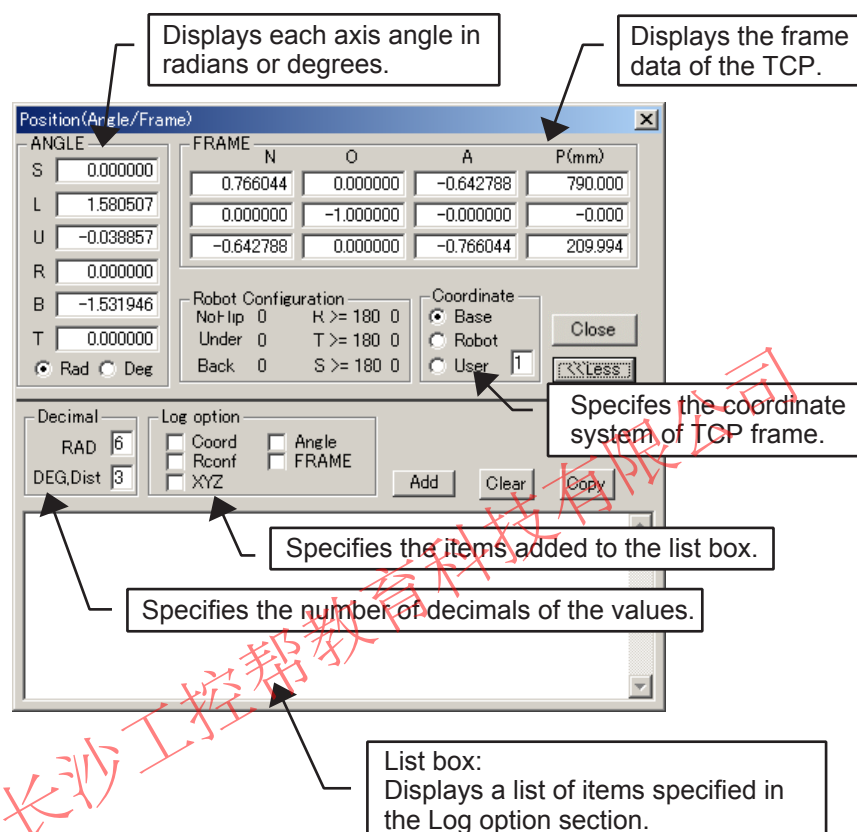 Displays each axis angle in
radians or degrees.
Displays the frame
data of the TCP.
Position(Angle/Frame)
ANGLE
S 0.000000
L 1.580507
U -0.038857
R 0.000000
B -1.531946
T 0.000000
Rad Deg
FRAME
N O A P(mm)
0.766044 0.000000 -0.642788 790.000
0.000000 -1.000000 -0.000000 -0.000
-0.642788 0.000000 -0.766044 209.994
Robot Configuration
NoFlip 0 R >= 180 0
Under 0 T >= 180 0
Back 0 S >= 180 0
Coordinate
Base
Robot
User 1
Close
<<Less
Specifes the coordinate
system of TCP frame.
Decimal
RAD 6
DEG,Dist 3
Log option
Coord Angle
Rconf FRAME
XYZ
Add Clear Copy
Specifies the items added to the list box.
Specifies the number of decimals of the values.
List box:
Displays a list of items specified in
the Log option section.
长沙工控帮教育科技有限公司